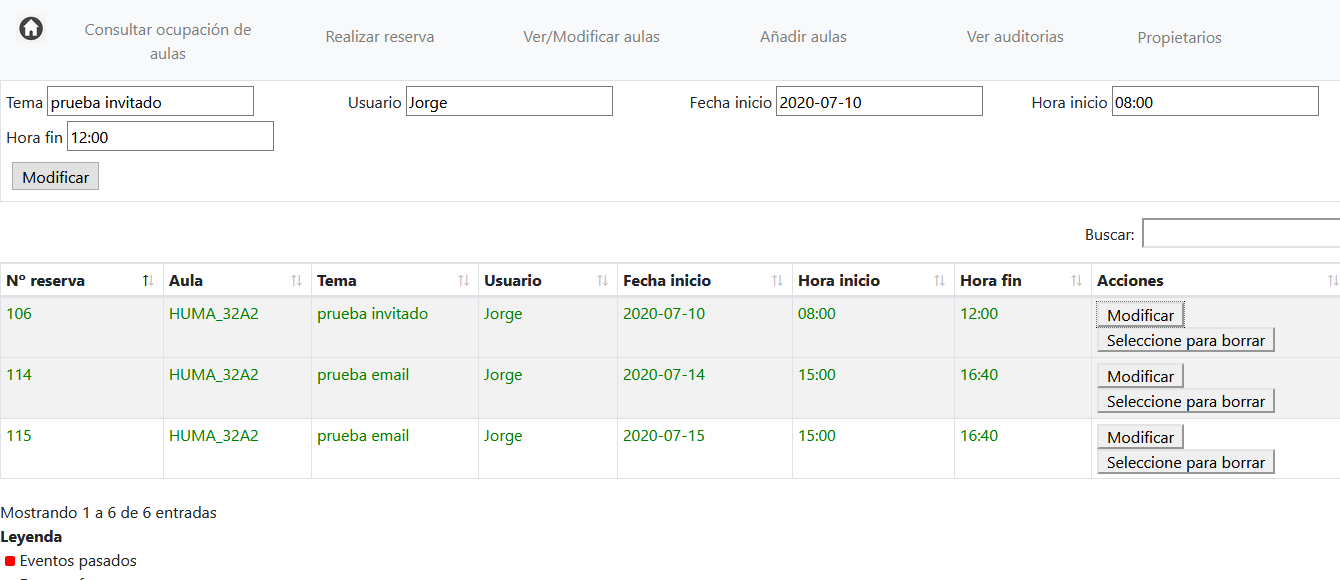 Consultar ocupación de
aulas
Realizar reserva
Ver/Modificar aulas
Añadir aulas
Ver auditorias
Propietarios
Tema prueba invitado Usuario Jorge Fecha inicio 2020-07-10 Hora inicio 08:00
Hora fin 12:00
Modificar
Buscar:
Nº reserva Aula Tema Usuario Fecha inicio Hora inicio Hora fin Acciones
106 HUMA_32A2 prueba invitado Jorge 2020-07-10 08:00 12:00 Modificar
Seleccione para borrar
114 HUMA_32A2 prueba email Jorge 2020-07-14 15:00 16:40 Modificar
Seleccione para borrar
115 HUMA_32A2 prueba email Jorge 2020-07-15 15:00 16:40 Modificar
Seleccione para borrar
Mostrando 1 a 6 de 6 entradas
Leyenda
Eventos pasados